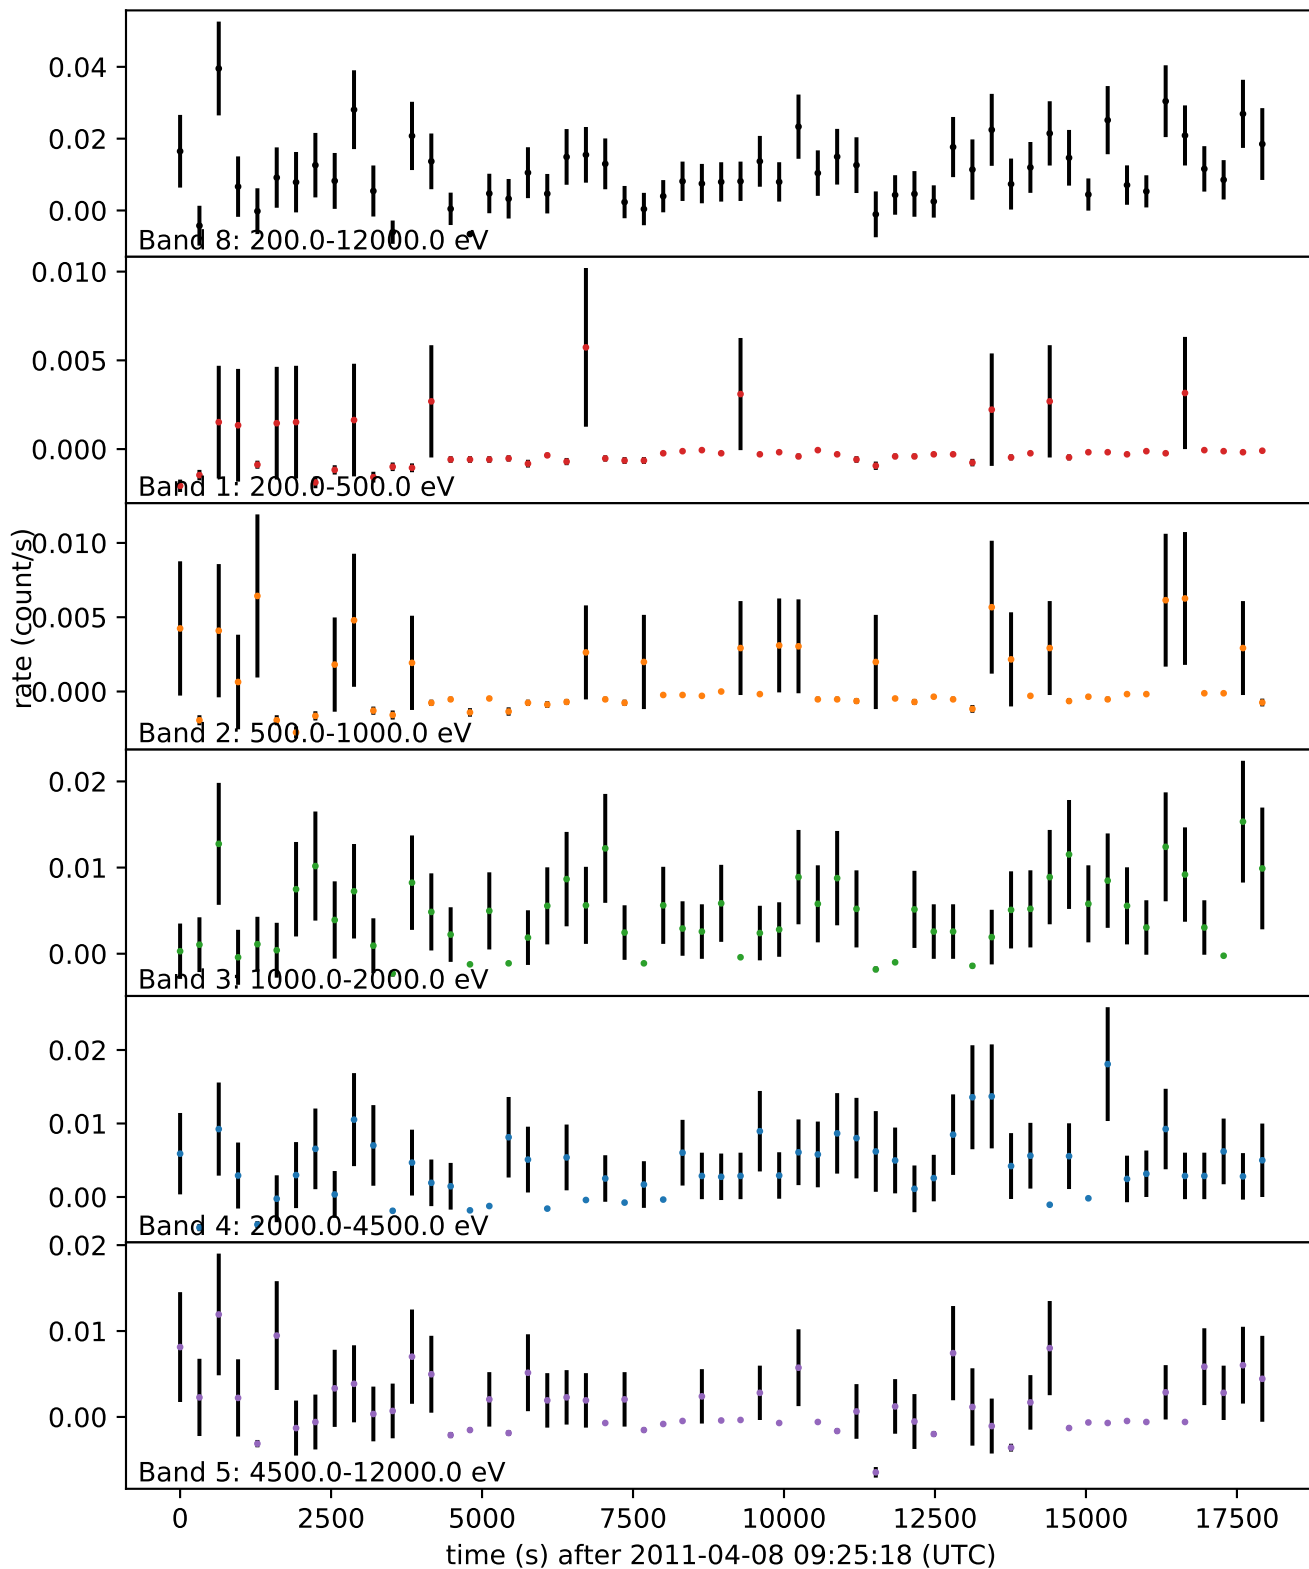 0.04
0.02
0.00
Band 8: 200.0-12000.0 eV
0.010
0.005
0.000
Band 1: 200.0-500.0 eV
rate (count/s)
0.010
0.005
0.000
Band 2: 500.0-1000.0 eV
0.02
0.01
0.00
Band 3: 1000.0-2000.0 eV
0.02
0.01
0.00
Band 4: 2000.0-4500.0 eV
0.02
0.01
0.00
Band 5: 4500.0-12000.0 eV
0 2500 5000 7500 10000 12500 15000 17500
time (s) after 2011-04-08 09:25:18 (UTC)